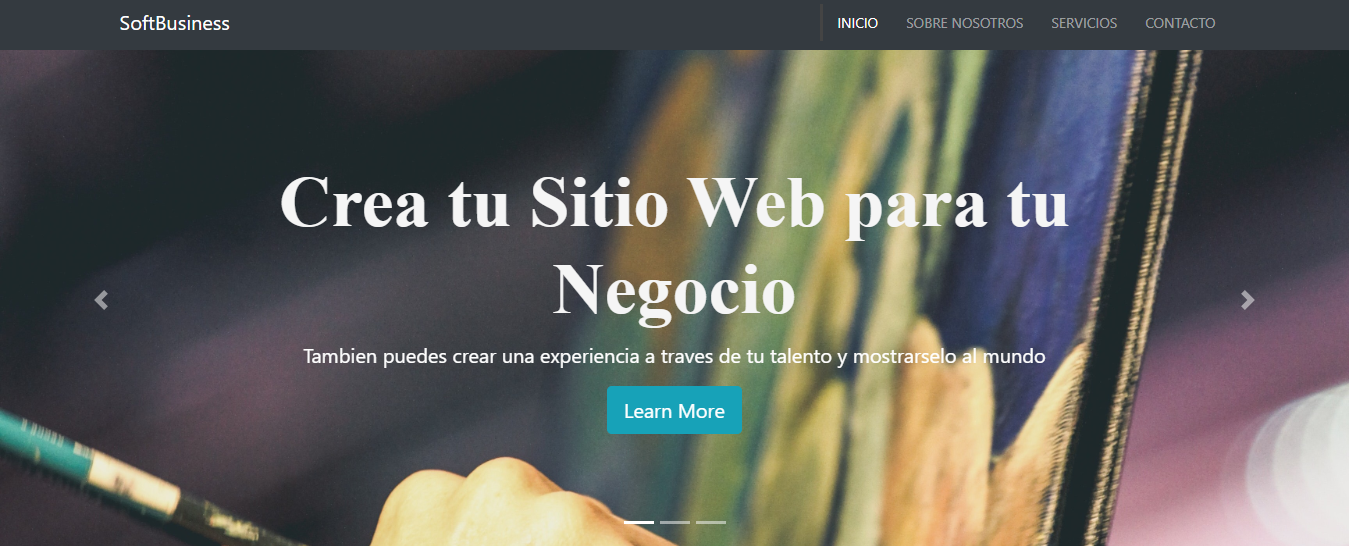 SoftBusiness
INICIO
SOBRE NOSOTROS
SERVICIOS
CONTACTO
Crea tu Sitio Web para tu
Negocio
Tambien puedes crear una experiencia a traves de tu talento y mostrarselo al mundo
Learn More